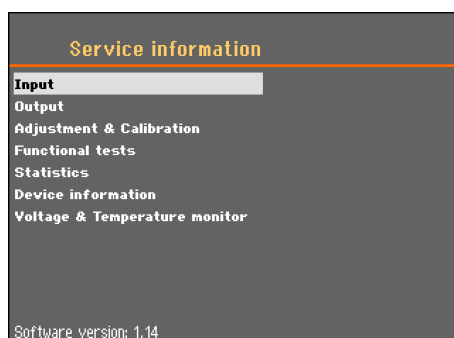 Service information
Input
Output
Adjustment & Calibration
Functional tests
Statistics
Device information
Voltage & Temperature monitor
Software version: 1.14